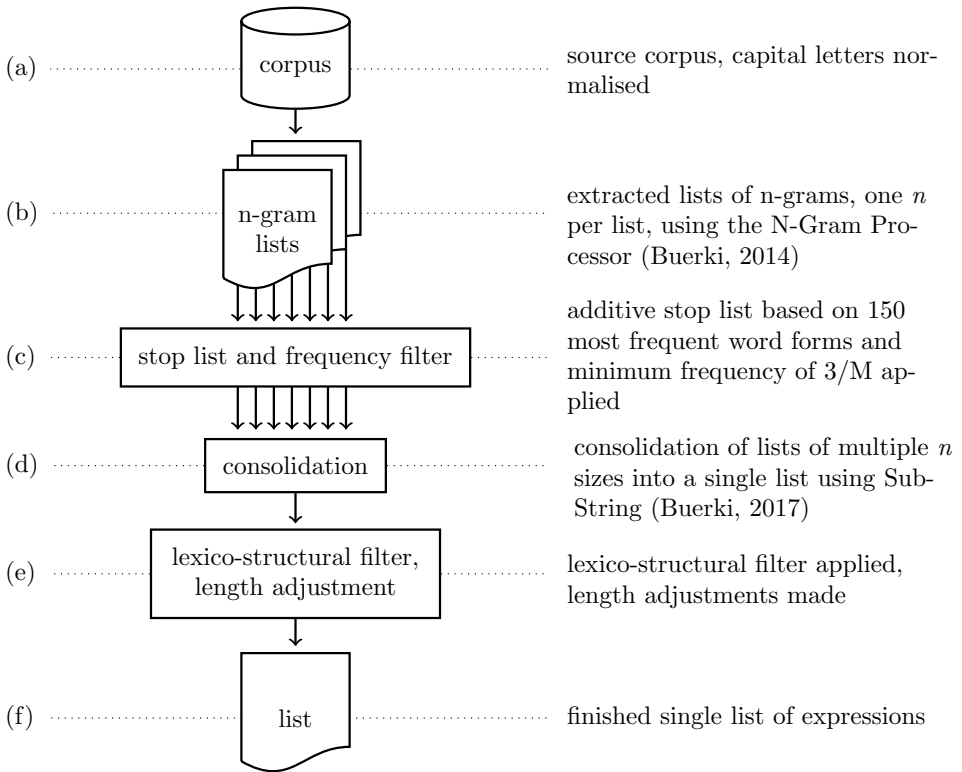 (a)
corpus
source corpus, capital letters nor-
malised
(b)
n-gram
lists
extracted lists of n-grams, one n
per list, using the N-Gram Pro-
cessor (Buerki, 2014)
(c)
stop list and frequency filter
additive stop list based on 150
most frequent word forms and
minimum frequency of 3/M ap-
plied
(d)
consolidation
consolidation of lists of multiple n
sizes into a single list using Sub-
String (Buerki, 2017)
(e)
lexico-structural filter,
length adjustment
lexico-structural filter applied,
length adjustments made
(f)
list
finished single list of expressions